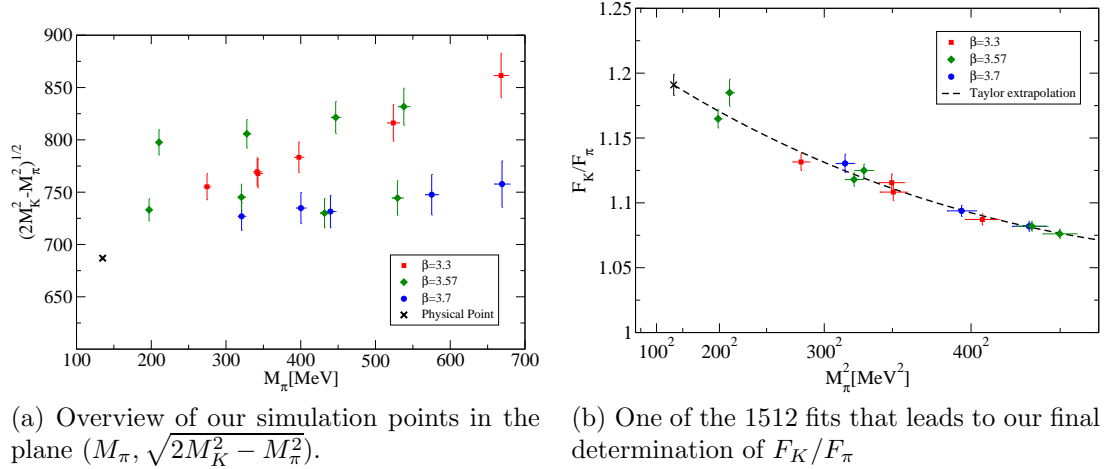 900
850
800
750
700
650
100 200 300 400 500 600 700
M_π[MeV]
(2M_K^2-M_π^2)^{1/2}
β=3.3
β=3.57
β=3.7
Physical Point
(a) Overview of our simulation points in the
plane (M_π, √(2M_K^2 − M_π^2)).
1.25
1.2
1.15
1.1
1.05
1
100^2 200^2 300^2 400^2
M_π^2[MeV^2]
F_K/F_π
β=3.3
β=3.57
β=3.7
Taylor extrapolation
(b) One of the 1512 fits that leads to our final
determination of F_K/F_π